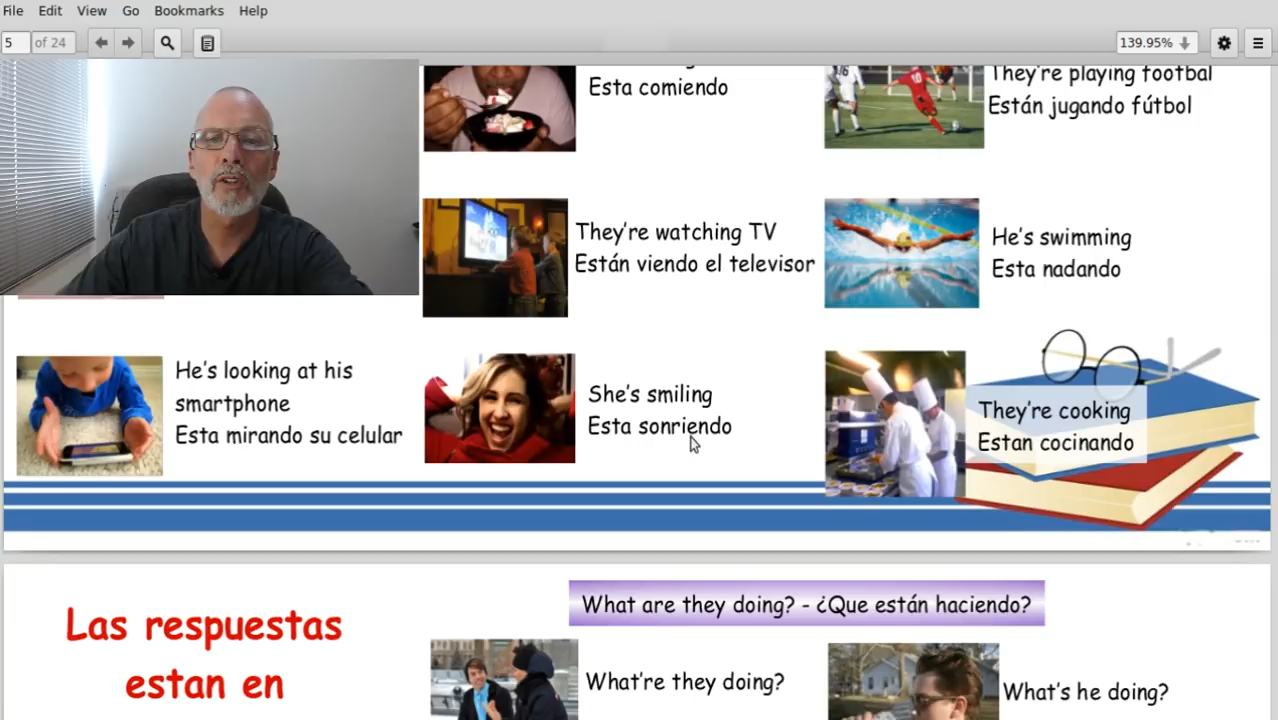 File Edit View Go Bookmarks Help
5 of 24
139.95%
Esta comiendo
They're playing footbal
Están jugando fútbol
They're watching TV
Están viendo el televisor
He's swimming
Esta nadando
He's looking at his
smartphone
Esta mirando su celular
She's smiling
Esta sonriendo
They're cooking
Estan cocinando
Las respuestas
estan en
What are they doing? - ¿Que están haciendo?
What're they doing?
What's he doing?